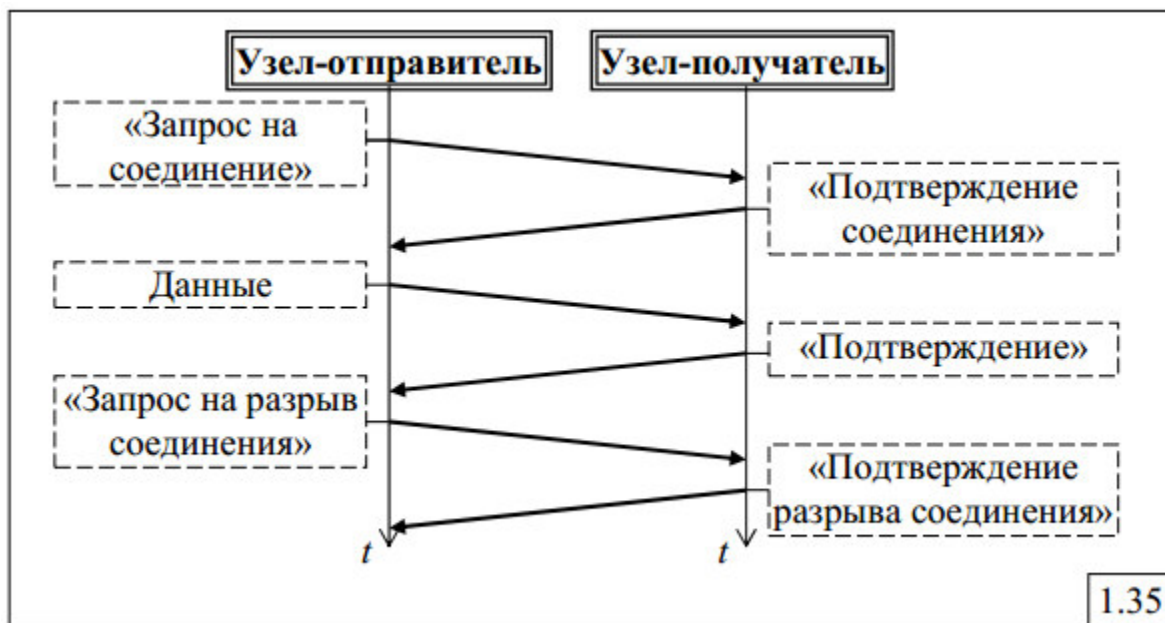 Узел-отправитель
Узел-получатель
«Запрос на
соединение»
«Подтверждение
соединения»
Данные
«Подтверждение»
«Запрос на разрыв
соединения»
«Подтверждение
разрыва соединения»
t
t
1.35